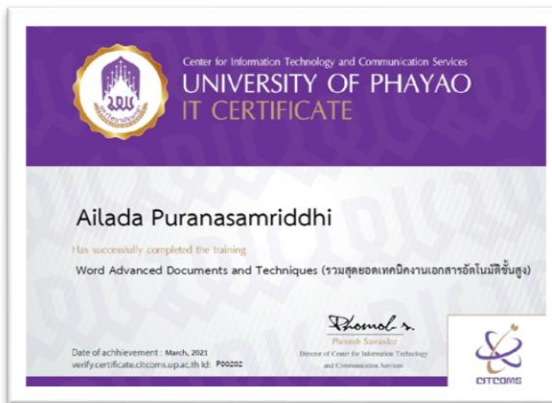 Center for Information Technology and Communication Services
UNIVERSITY OF PHAYAO
IT CERTIFICATE
Ailada Puranasamriddhi
Has successfully completed the training
Word Advanced Documents and Techniques (รวมสุดยอดเทคนิคงานเอกสารอัตโนมัติขั้นสูง)
Director of Center for Information Technology
and Communication Services
Date of achhievement : March, 2021
verify.certificate.citcoms.up.ac.th Id: P00202
CITCOMS